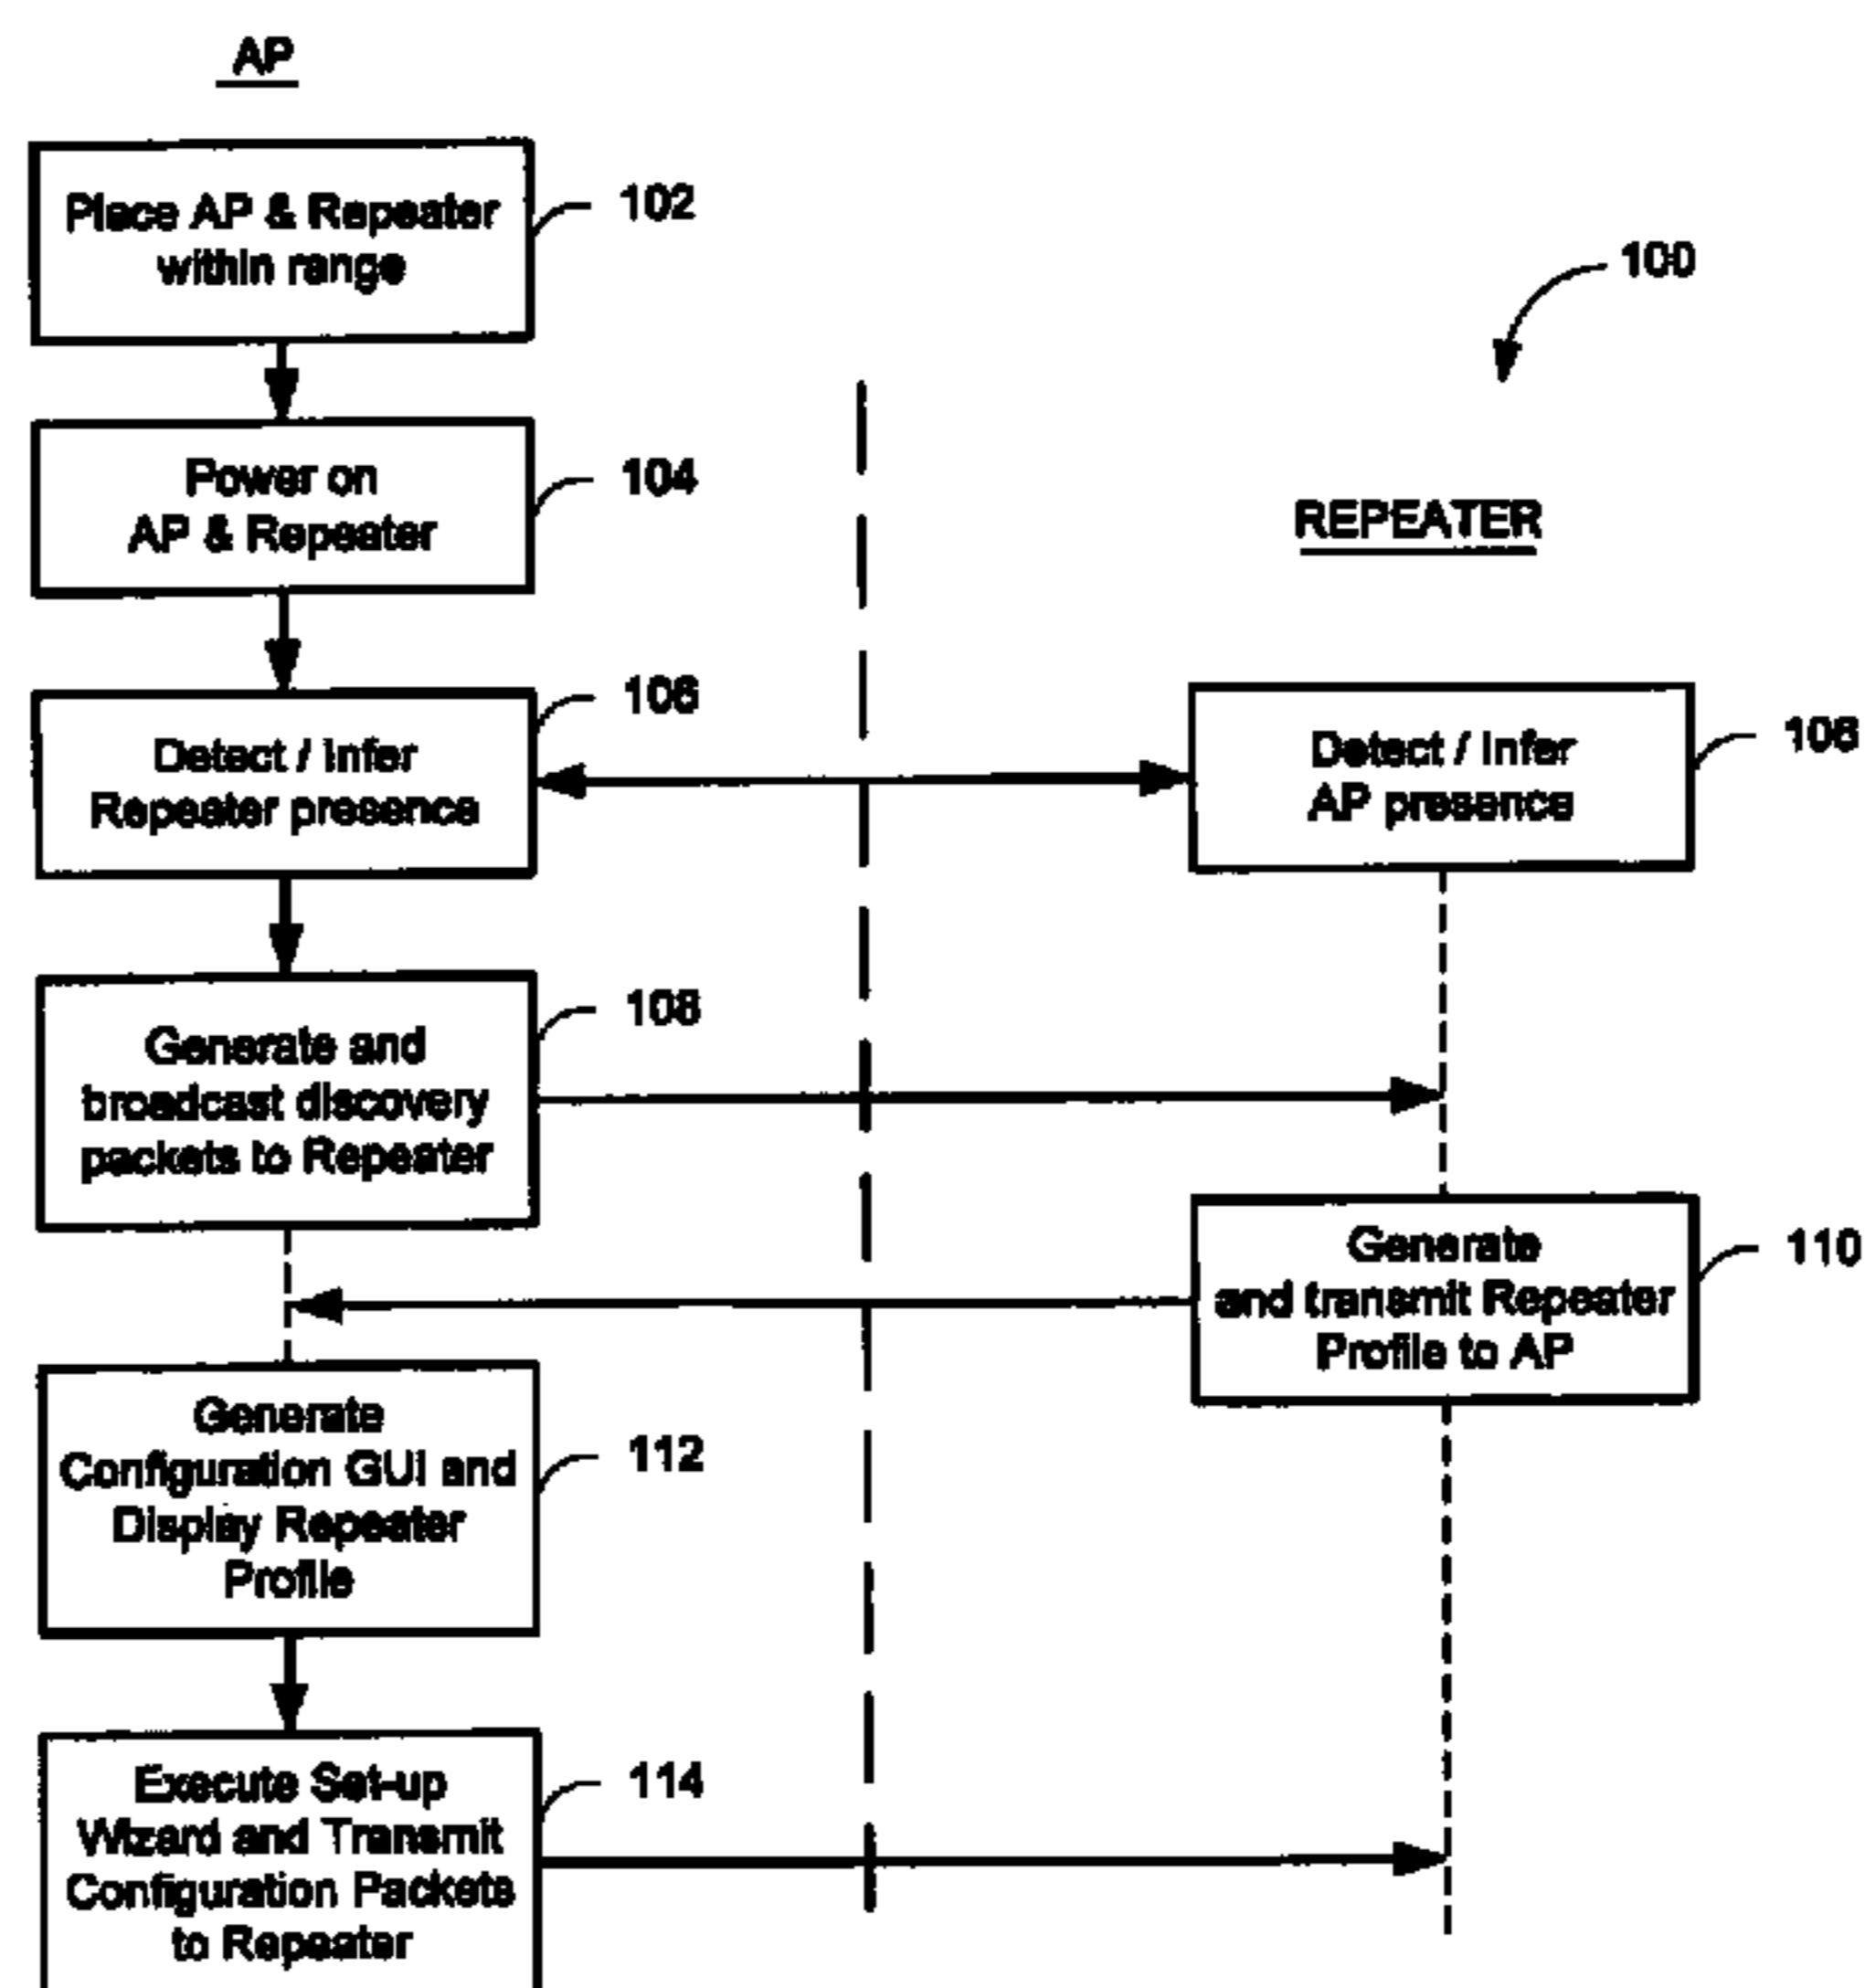 AP
Place AP & Repeater
within range
102
100
Power on
AP & Repeater
104
REPEATER
Detect / Infer
Repeater presence
106
Detect / Infer
AP presence
106
Generate and
broadcast discovery
packets to Repeater
108
Generate
and transmit Repeater
Profile to AP
110
Generate
Configuration GUI and
Display Repeater
Profile
112
Execute Set-up
Wizard and Transmit
Configuration Packets
to Repeater
114